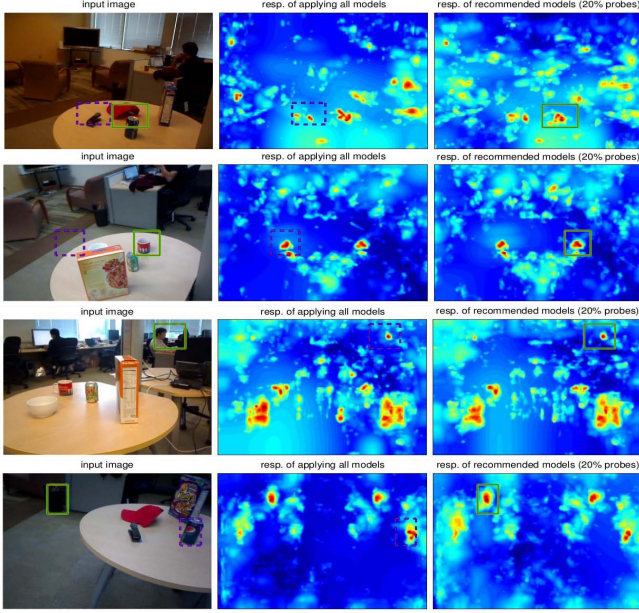 input image resp. of applying all models resp. of recommended models (20% probes)
input image resp. of applying all models resp. of recommended models (20% probes)
input image resp. of applying all models resp. of recommended models (20% probes)
input image resp. of applying all models resp. of recommended models (20% probes)